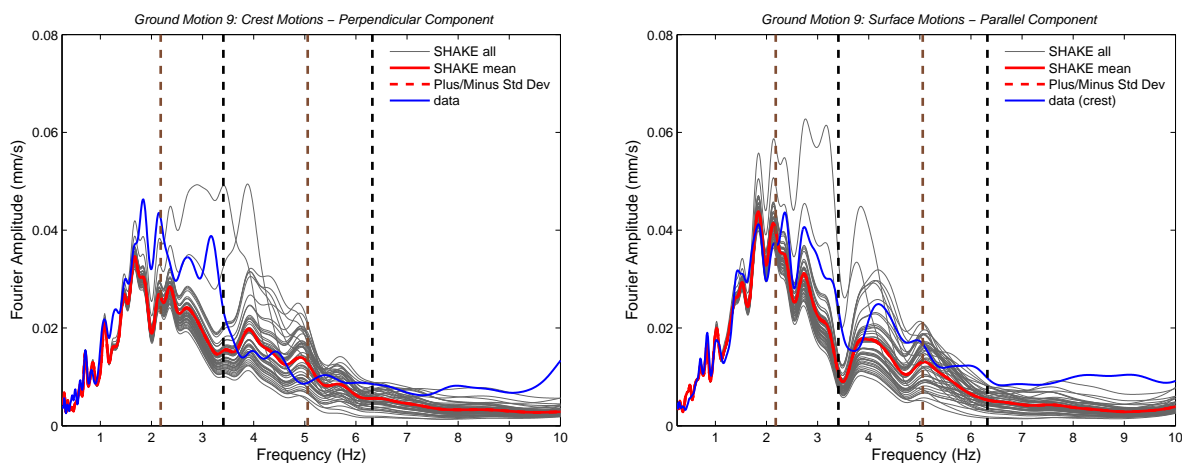 Ground Motion 9: Crest Motions − Perpendicular Component
0.08
0.06
0.04
0.02
0
Fourier Amplitude (mm/s)
SHAKE all
SHAKE mean
Plus/Minus Std Dev
data
1 2 3 4 5 6 7 8 9 10
Frequency (Hz)
Ground Motion 9: Surface Motions − Parallel Component
0.08
0.06
0.04
0.02
0
Fourier Amplitude (mm/s)
SHAKE all
SHAKE mean
Plus/Minus Std Dev
data (crest)
1 2 3 4 5 6 7 8 9 10
Frequency (Hz)